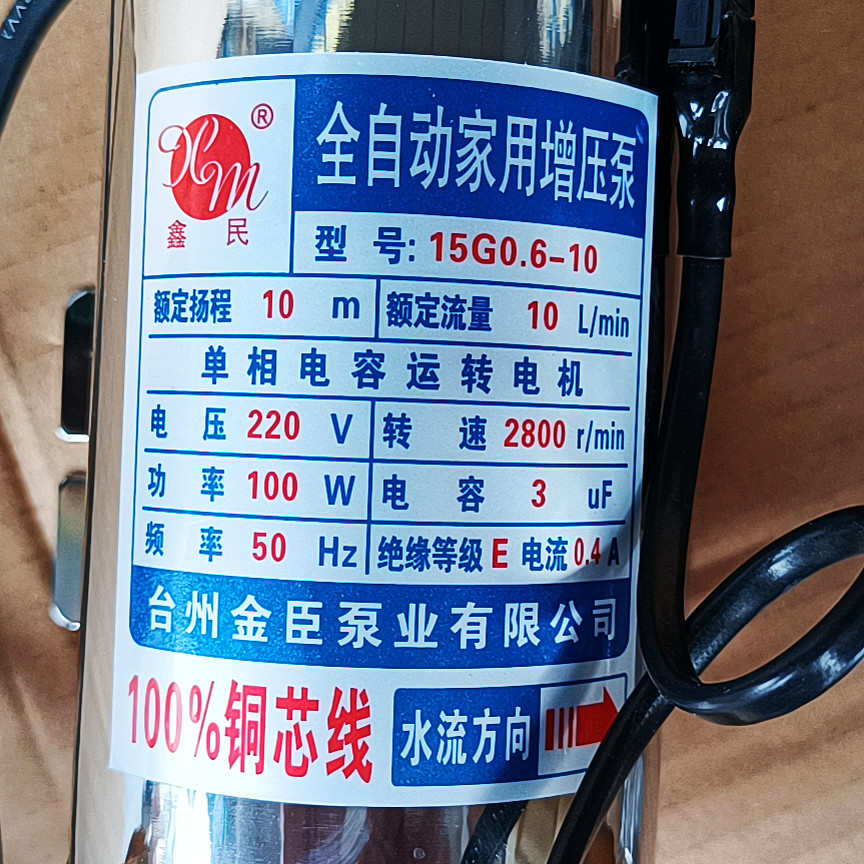 XM®
鑫民
全自动家用增压泵
型号: 15G0.6-10
额定扬程 10 m 额定流量 10 L/min
单相电容运转电机
电压 220 V 转速 2800 r/min
功率 100 W 电容 3 uF
频率 50 Hz 绝缘等级 E 电流 0.4 A
台州金臣泵业有限公司
100%铜芯线 水流方向